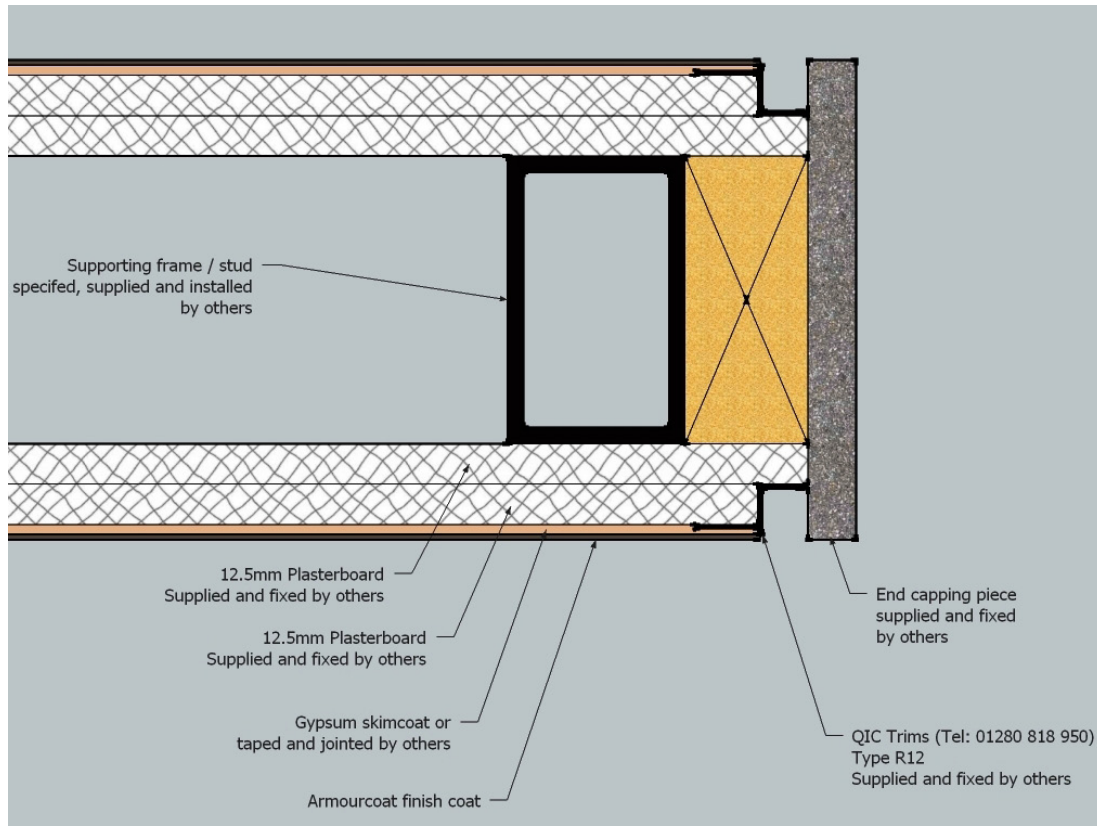 Supporting frame / stud
specifed, supplied and installed
by others
12.5mm Plasterboard
Supplied and fixed by others
12.5mm Plasterboard
Supplied and fixed by others
Gypsum skimcoat or
taped and jointed by others
Armourcoat finish coat
End capping piece
supplied and fixed
by others
QIC Trims (Tel: 01280 818 950)
Type R12
Supplied and fixed by others